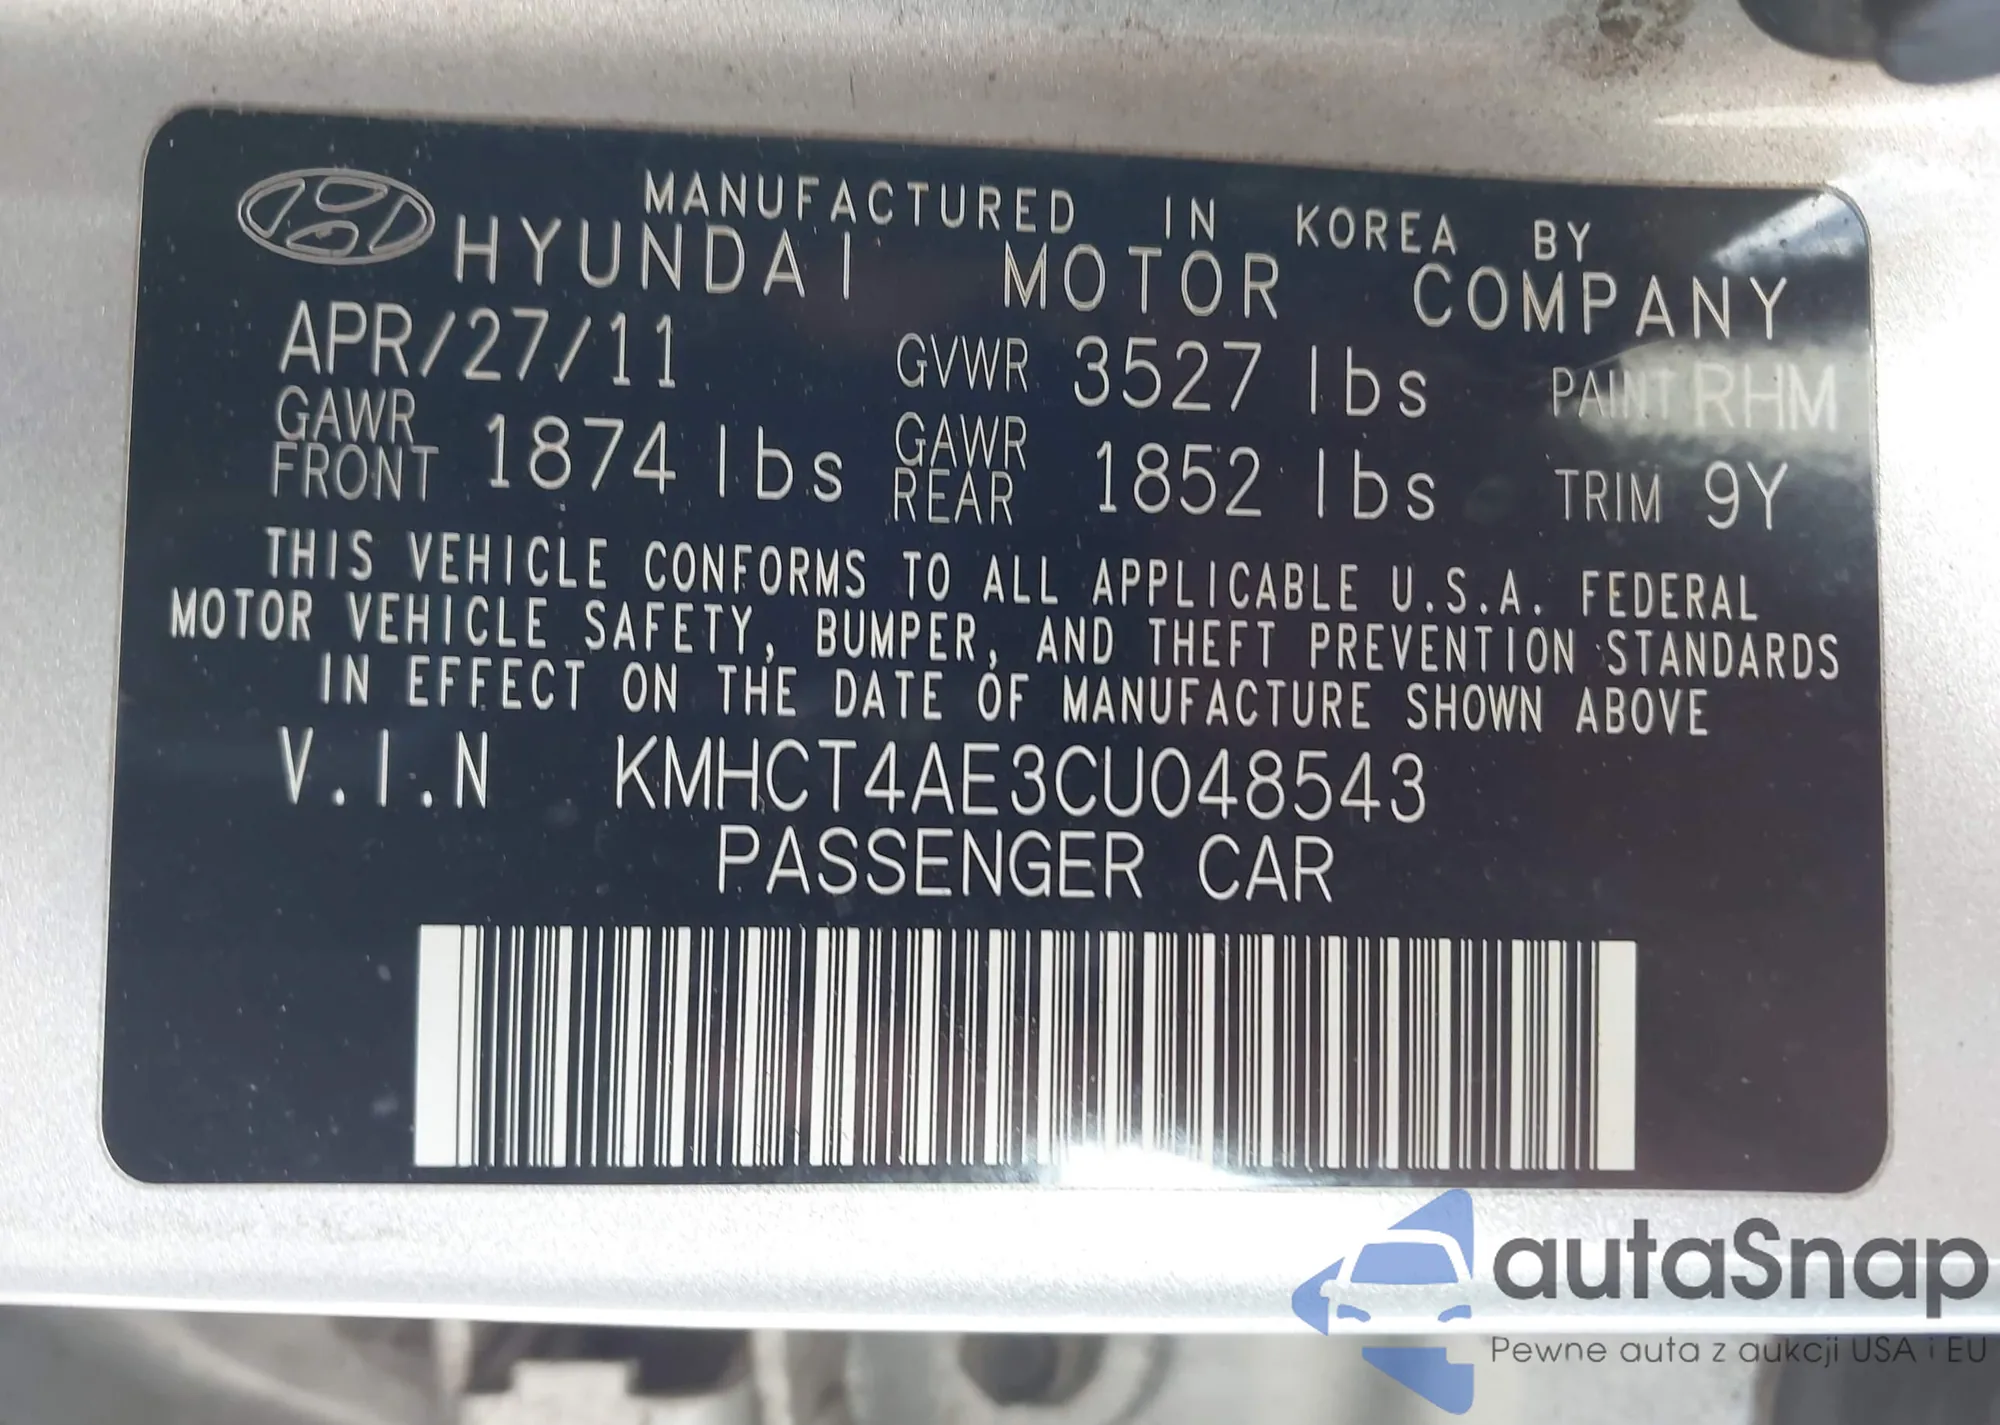 MANUFACTURED IN KOREA BY
HYUNDAI MOTOR COMPANY
APR/27/11 GVWR 3527 lbs PAINT RHM
GAWR FRONT 1874 lbs GAWR REAR 1852 lbs TRIM 9Y
THIS VEHICLE CONFORMS TO ALL APPLICABLE U.S.A. FEDERAL
MOTOR VEHICLE SAFETY, BUMPER, AND THEFT PREVENTION STANDARDS
IN EFFECT ON THE DATE OF MANUFACTURE SHOWN ABOVE
V.I.N KMHCT4AE3CU048543
PASSENGER CAR
autaSnap
Pewne auta z aukcji USA i EU